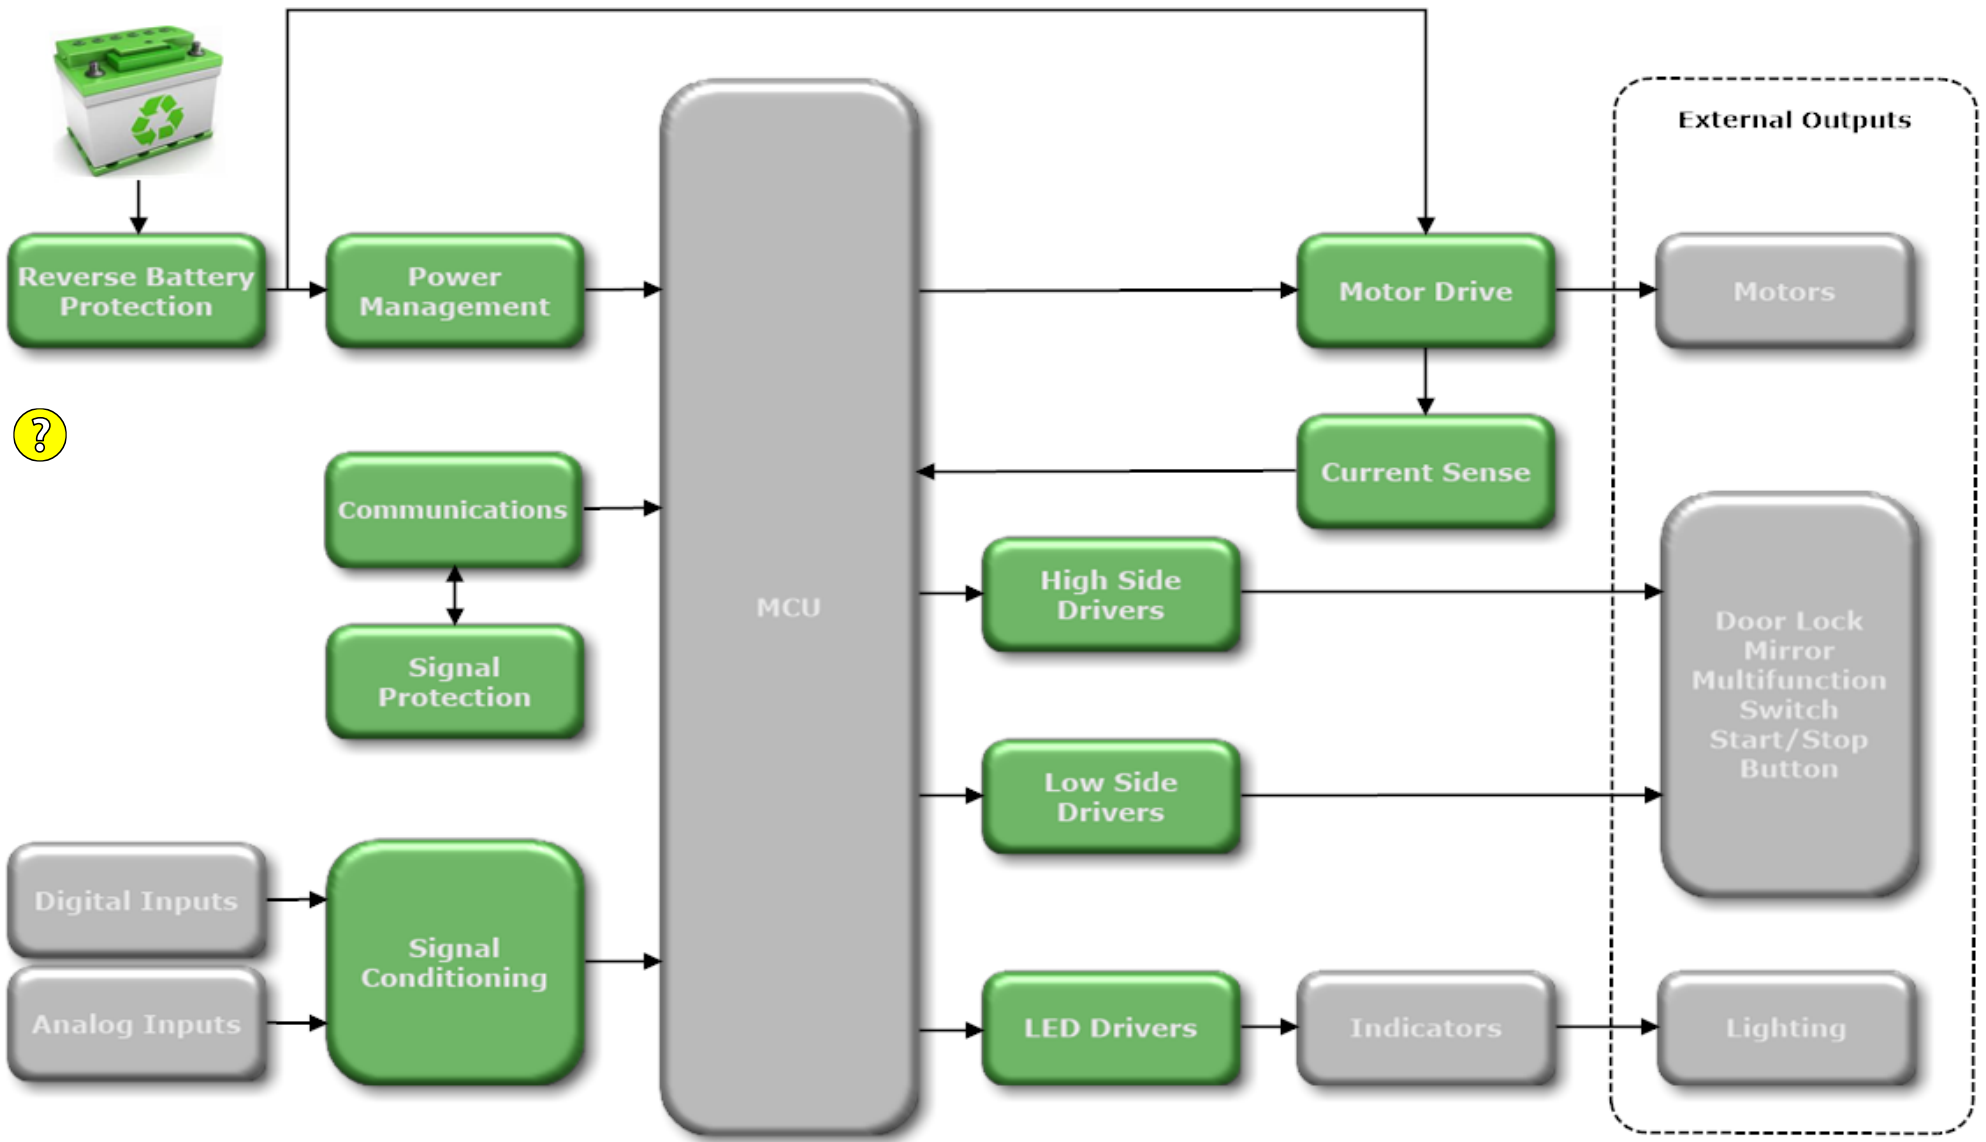 External Outputs
Reverse Battery
Protection
Power
Management
Motor Drive
Motors
?
Communications
Current Sense
MCU
High Side
Drivers
Signal
Protection
Door Lock
Mirror
Multifunction
Switch
Start/Stop
Button
Low Side
Drivers
Digital Inputs
Signal
Conditioning
Analog Inputs
LED Drivers
Indicators
Lighting